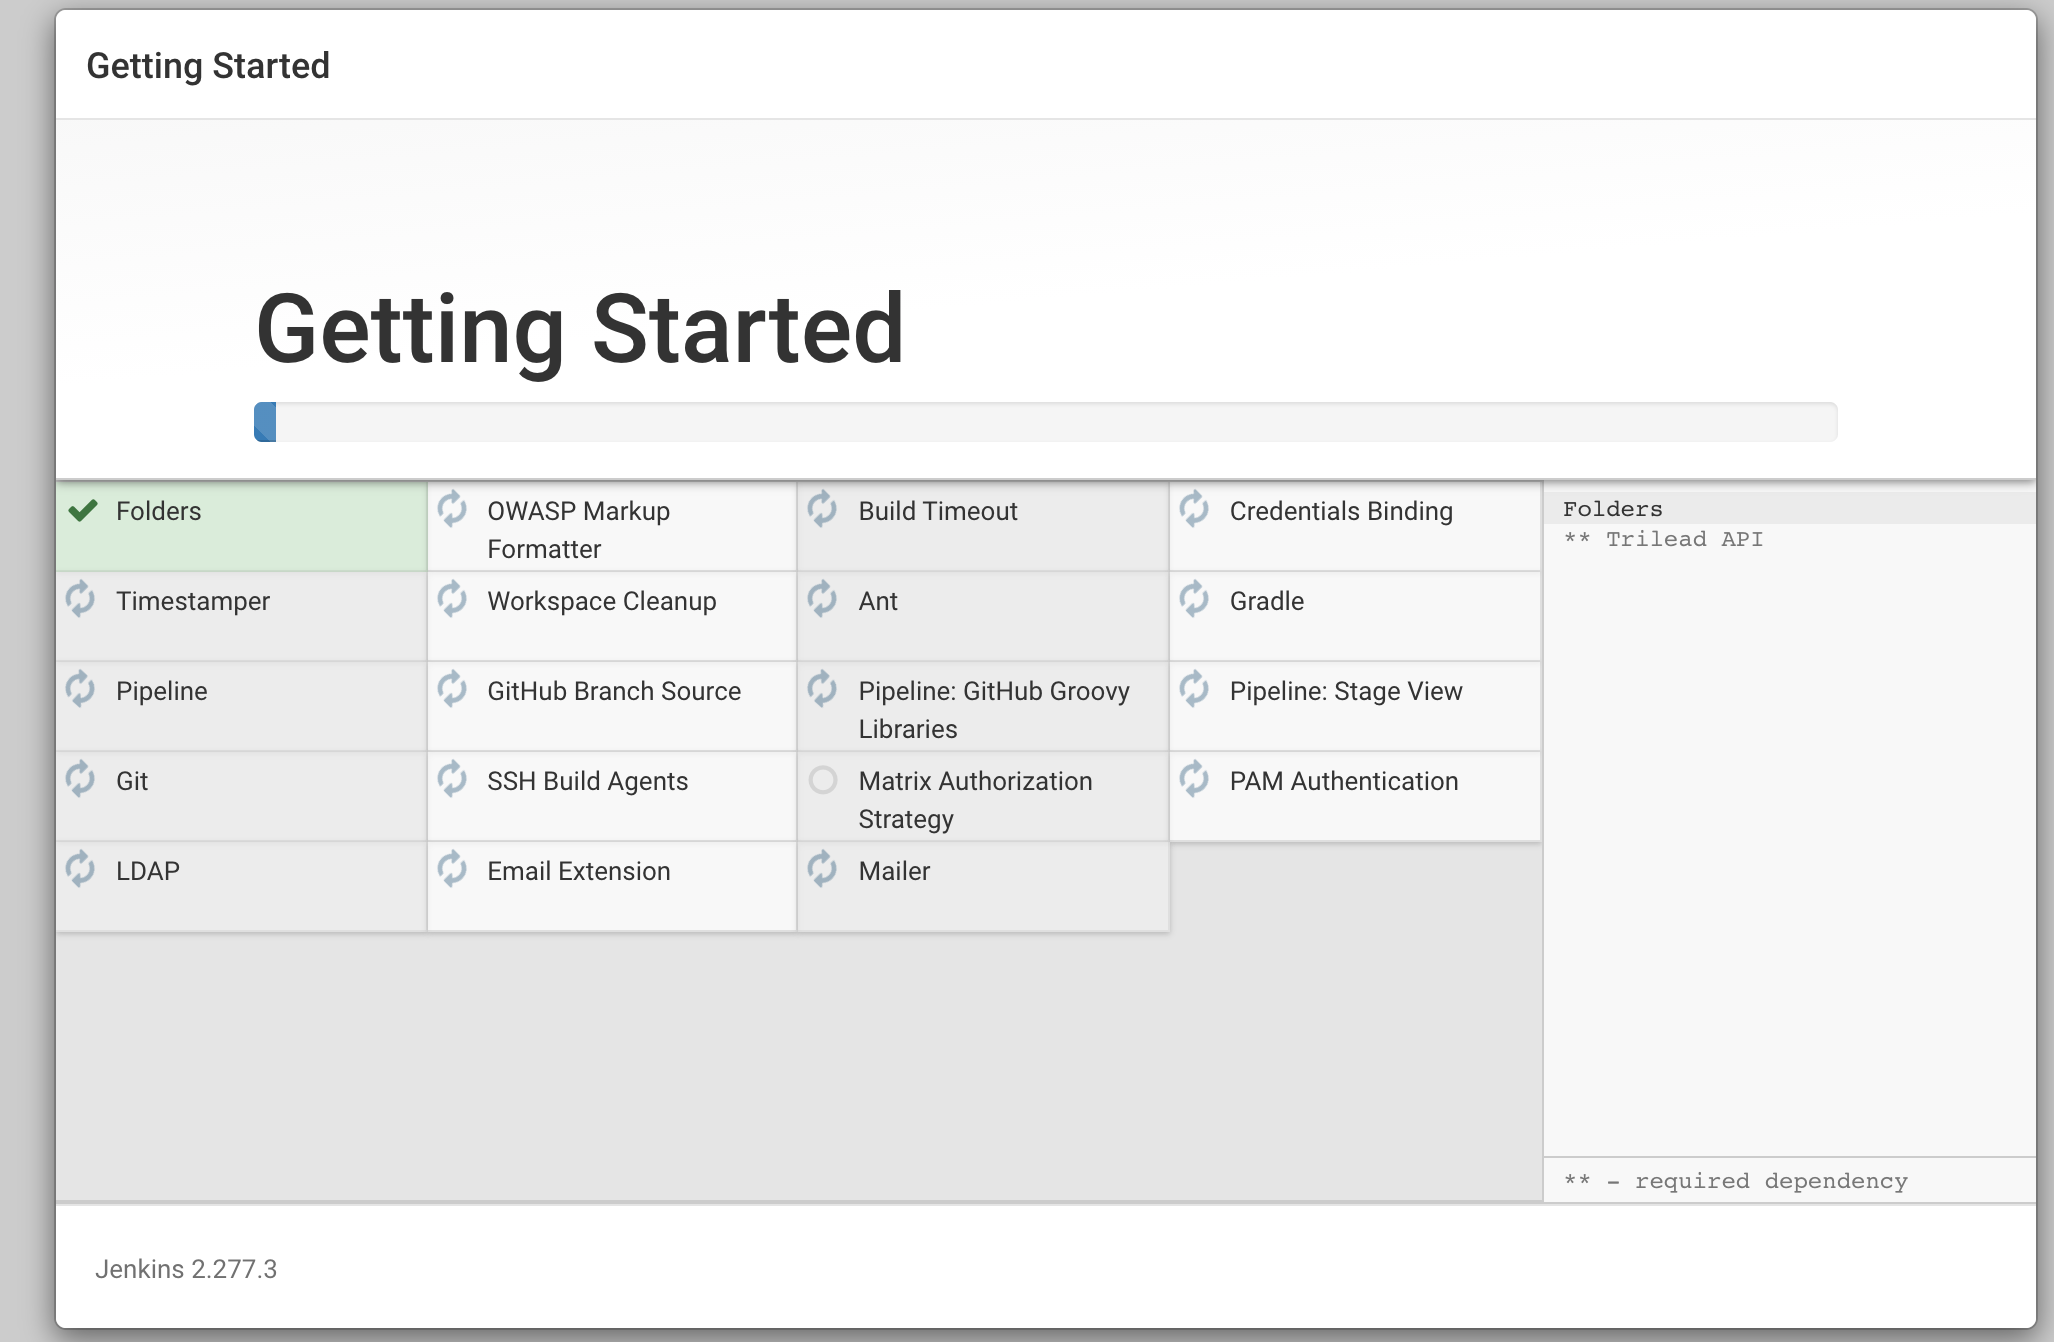 Getting Started
Getting Started
Folders
OWASP Markup
Formatter
Build Timeout
Credentials Binding
Timestamper
Workspace Cleanup
Ant
Gradle
Pipeline
GitHub Branch Source
Pipeline: GitHub Groovy
Libraries
Pipeline: Stage View
Git
SSH Build Agents
Matrix Authorization
Strategy
PAM Authentication
LDAP
Email Extension
Mailer
Folders
** Trilead API
** - required dependency
Jenkins 2.277.3